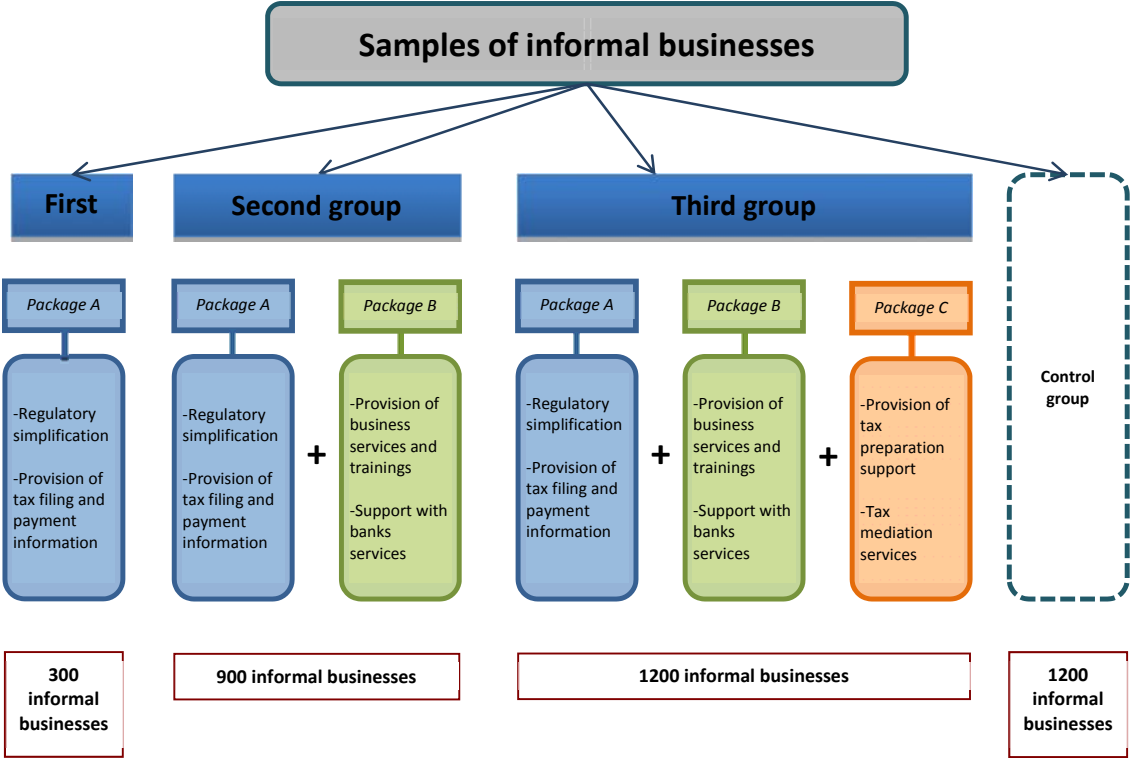 Samples of informal businesses
First
Second group
Third group
Package A
Package A
Package B
Package A
Package B
Package C
-Regulatory
simplification
-Provision of
tax filing and
payment
information
-Regulatory
simplification
-Provision of
tax filing and
payment
information
+
-Provision of
business
services and
trainings
-Support with
banks
services
-Regulatory
simplification
-Provision of
tax filing and
payment
information
+
-Provision of
business
services and
trainings
-Support with
banks
services
+
-Provision of
tax
preparation
support
-Tax
mediation
services
Control
group
300
informal
businesses
900 informal businesses
1200 informal businesses
1200
informal
businesses